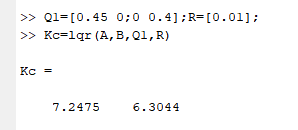 >> Q1=[0.45 0;0 0.4];R=[0.01];
>> Kc=lqr(A,B,Q1,R)
Kc =
7.2475 6.3044